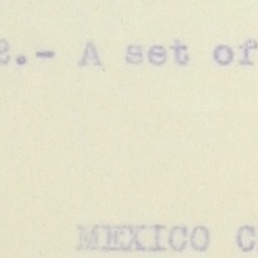 2.- A set of
MEXICO C